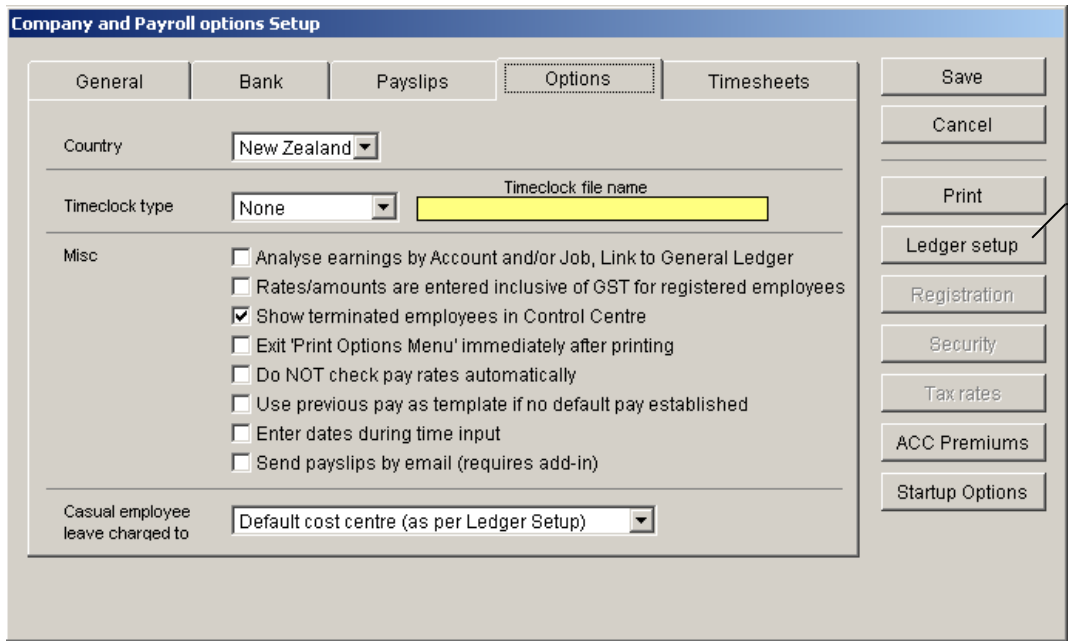 Company and Payroll options Setup
General
Bank
Payslips
Options
Timesheets
Country
New Zealand
Timeclock type
None
Timeclock file name
Misc
Analyse earnings by Account and/or Job, Link to General Ledger
Rates/amounts are entered inclusive of GST for registered employees
Show terminated employees in Control Centre
Exit 'Print Options Menu' immediately after printing
Do NOT check pay rates automatically
Use previous pay as template if no default pay established
Enter dates during time input
Send payslips by email (requires add-in)
Casual employee
leave charged to
Default cost centre (as per Ledger Setup)
Save
Cancel
Print
Ledger setup
Registration
Security
Tax rates
ACC Premiums
Startup Options